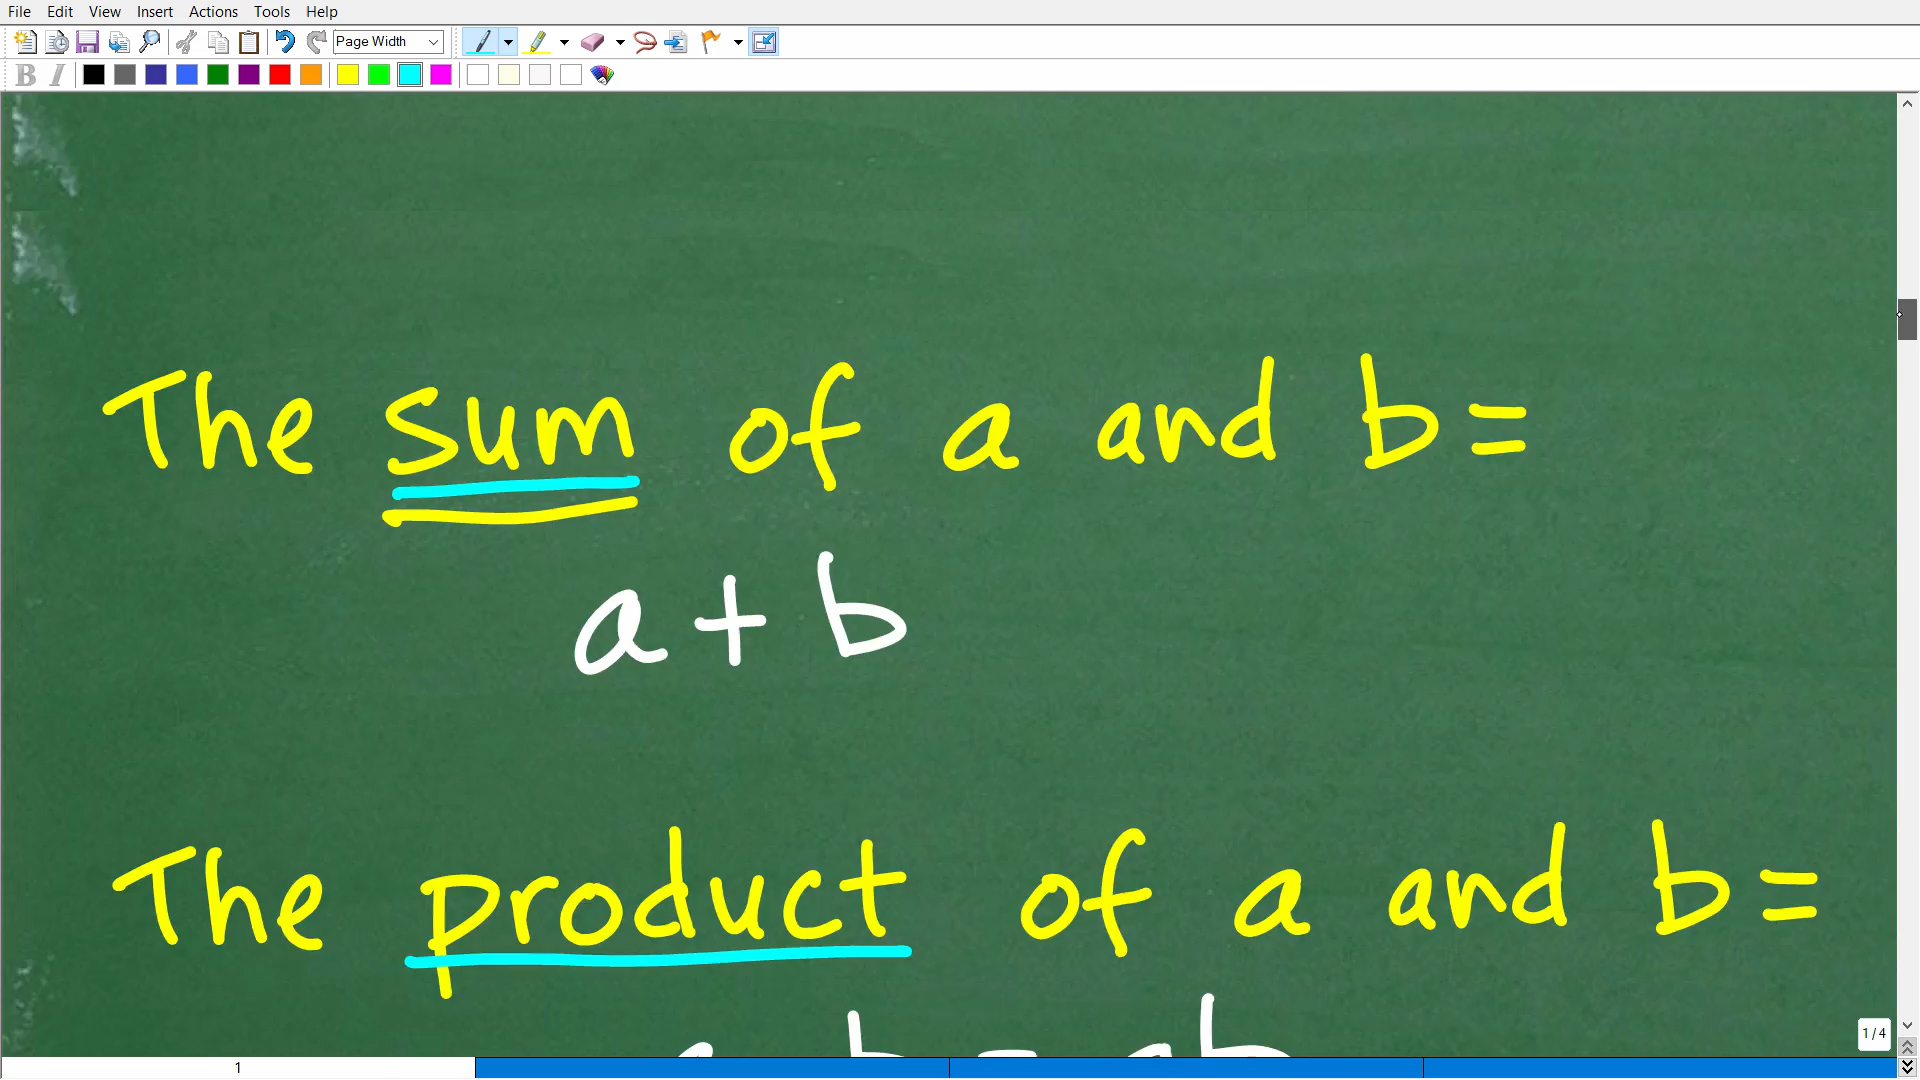 File Edit View Insert Actions Tools Help
Page Width
B I
The sum of a and b=
a + b
The product of a and b=
1 / 4
1